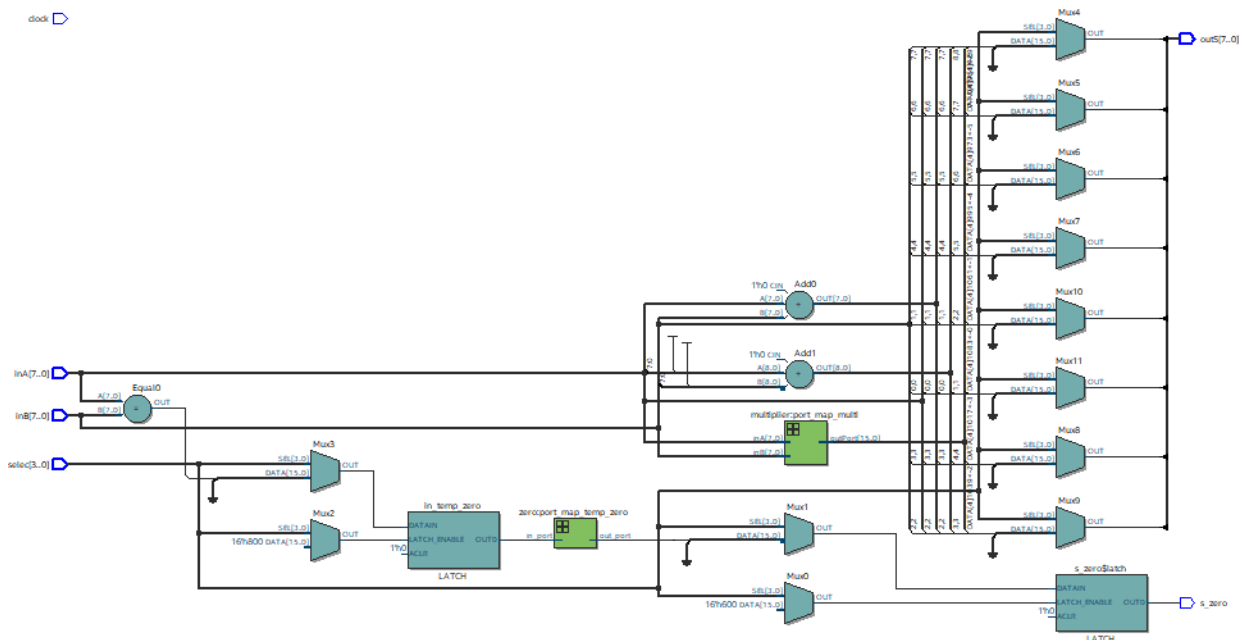 clock
Mux4
SEL[3..0]
DATA[15..0]
OUT
outS[7..0]
Mux5
SEL[3..0]
DATA[15..0]
OUT
Mux6
SEL[3..0]
DATA[15..0]
OUT
Mux7
SEL[3..0]
DATA[15..0]
OUT
Mux10
SEL[3..0]
DATA[15..0]
OUT
Mux11
SEL[3..0]
DATA[15..0]
OUT
Mux8
SEL[3..0]
DATA[15..0]
OUT
Mux9
SEL[3..0]
DATA[15..0]
OUT
Add0
1'h0 CIN
A[7..0]
B[7..0]
OUT[7..0]
Add1
1'h0 CIN
A[8..0]
B[8..0]
OUT[8..0]
multiplier:port_map_multi
inA[7..0]
inB[7..0]
outPort[15..0]
inA[7..0]
inB[7..0]
selec[3..0]
Equal0
A[7..0]
B[7..0]
OUT
Mux3
SEL[3..0]
DATA[15..0]
OUT
Mux2
SEL[3..0]
16'h800 DATA[15..0]
OUT
in_temp_zero
DATAIN
LATCH_ENABLE
OUT0
1'h0
ACLR
LATCH
zero:port_map_temp_zero
in_port
out_port
Mux1
SEL[3..0]
DATA[15..0]
OUT
Mux0
SEL[3..0]
16'h600 DATA[15..0]
OUT
s_zero$latch
DATAIN
LATCH_ENABLE
OUT0
1'h0
ACLR
LATCH
s_zero